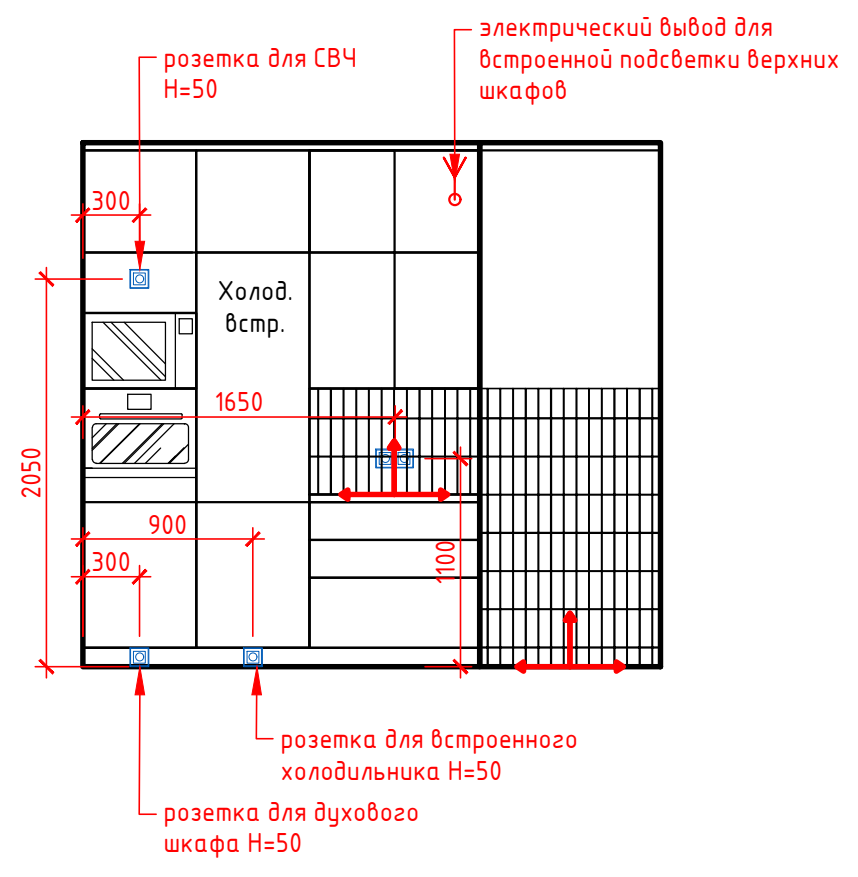 электрический вывод для
встроенной подсветки верхних
шкафов
розетка для СВЧ
H=50
300
Холод.
встр.
1650
2050
900
300
1100
розетка для встроенного
холодильника H=50
розетка для духового
шкафа H=50